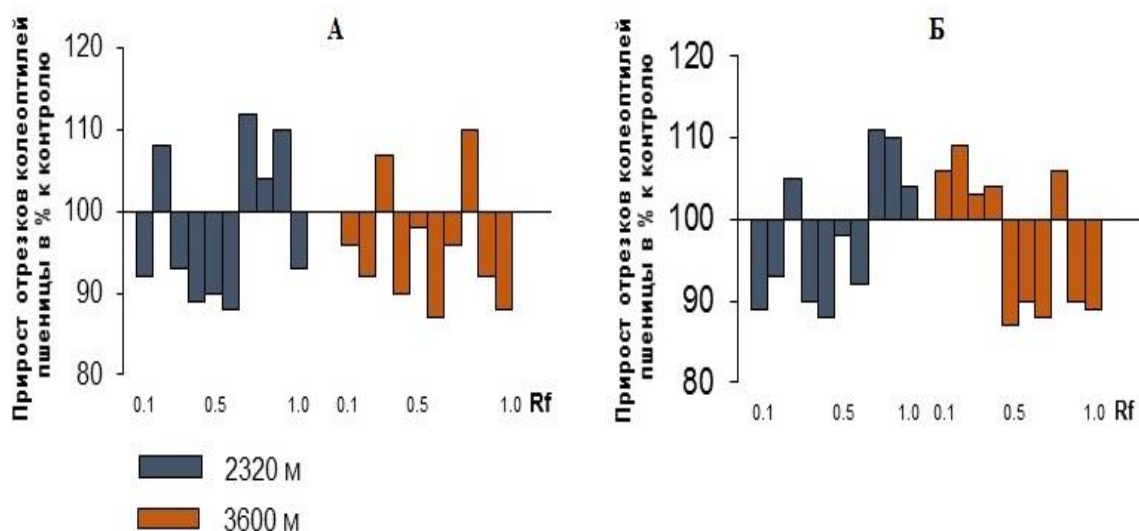 А
Прирост отрезков колеоптилей
пшеницы в % к контролю
120
110
100
90
80
0.1 0.5 1.0 0.1 0.5 1.0 Rf
Б
Прирост отрезков колеоптилей
пшеницы в % к контролю
120
110
100
90
80
0.1 0.5 1.0 0.1 0.5 1.0 Rf
2320 м
3600 м